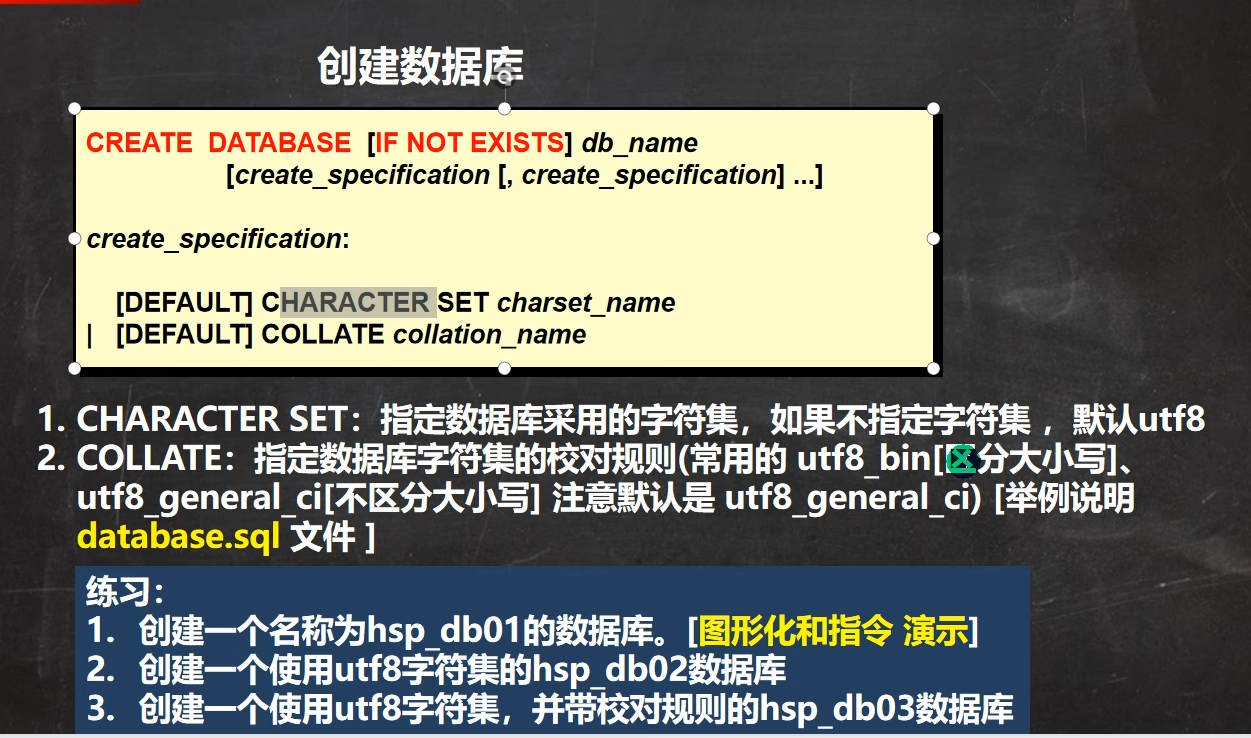 创建数据库
CREATE DATABASE [IF NOT EXISTS] db_name
[create_specification [, create_specification] ...]
create_specification:
[DEFAULT] CHARACTER SET charset_name
| [DEFAULT] COLLATE collation_name
1. CHARACTER SET：指定数据库采用的字符集，如果不指定字符集 ，默认utf8
2. COLLATE：指定数据库字符集的校对规则(常用的 utf8_bin[区分大小写]、
utf8_general_ci[不区分大小写] 注意默认是 utf8_general_ci) [举例说明
database.sql 文件 ]
练习：
1. 创建一个名称为hsp_db01的数据库。[图形化和指令 演示]
2. 创建一个使用utf8字符集的hsp_db02数据库
3. 创建一个使用utf8字符集，并带校对规则的hsp_db03数据库